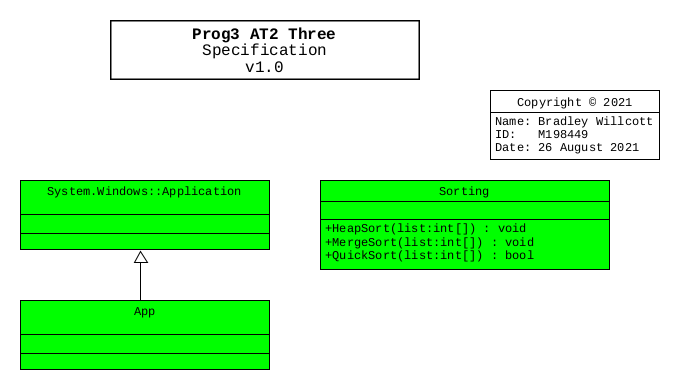 Prog3 AT2 Three
Specification
v1.0
Copyright © 2021
Name: Bradley Willcott
ID:   M198449
Date: 26 August 2021
System.Windows::Application
Sorting
+HeapSort(list:int[]) : void
+MergeSort(list:int[]) : void
+QuickSort(list:int[]) : bool
App